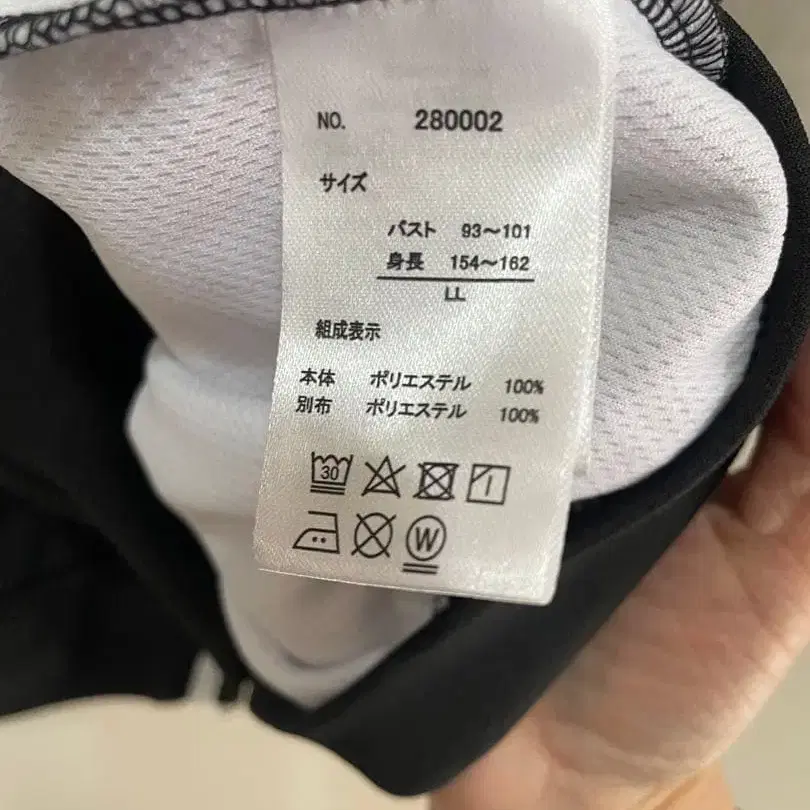 NO. 280002
サイズ
バスト 93～101
身長 154～162
LL
組成表示
本体 ポリエステル 100%
別布 ポリエステル 100%
30
W